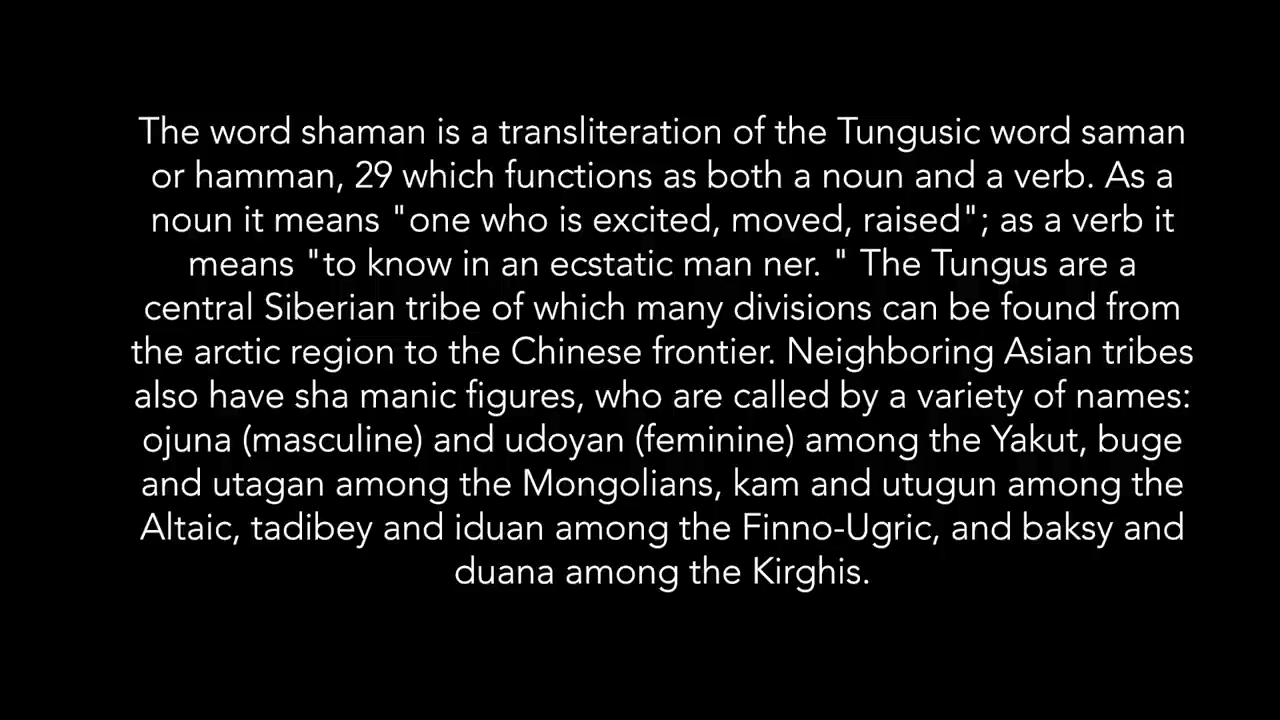 The word shaman is a transliteration of the Tungusic word saman
or hamman, 29 which functions as both a noun and a verb. As a
noun it means "one who is excited, moved, raised"; as a verb it
means "to know in an ecstatic man ner. " The Tungus are a
central Siberian tribe of which many divisions can be found from
the arctic region to the Chinese frontier. Neighboring Asian tribes
also have sha manic figures, who are called by a variety of names:
ojuna (masculine) and udoyan (feminine) among the Yakut, buge
and utagan among the Mongolians, kam and utugun among the
Altaic, tadibey and iduan among the Finno-Ugric, and baksy and
duana among the Kirghis.